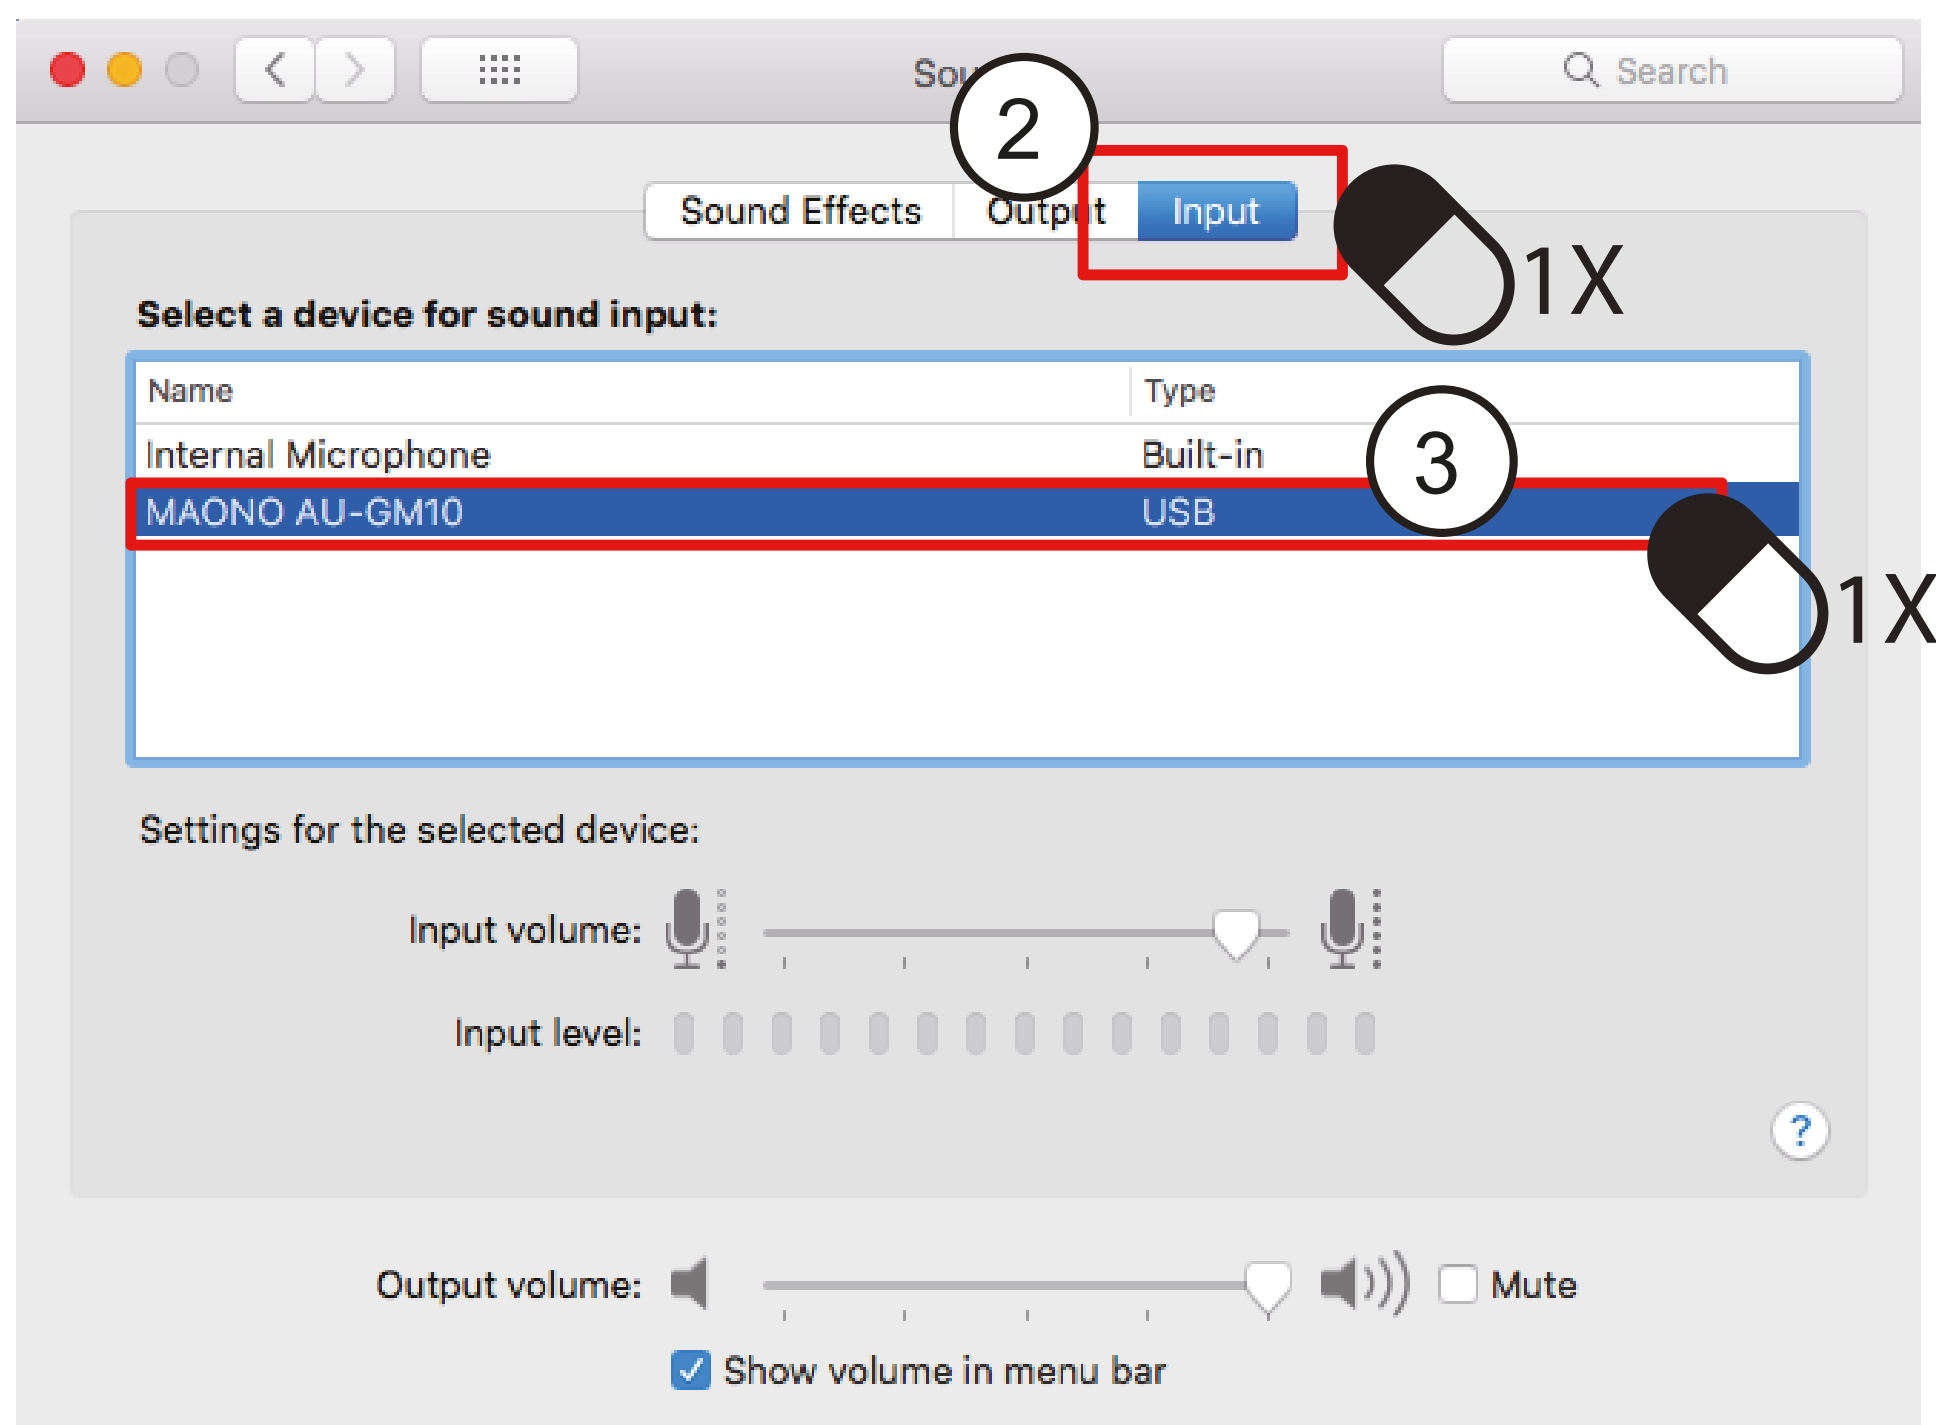 Search
2
Sound Effects Output Input
1X
Select a device for sound input:
Name Type
Internal Microphone Built-in
3
MAONO AU-GM10 USB
1X
Settings for the selected device:
Input volume:
Input level:
?
Output volume: Mute
Show volume in menu bar